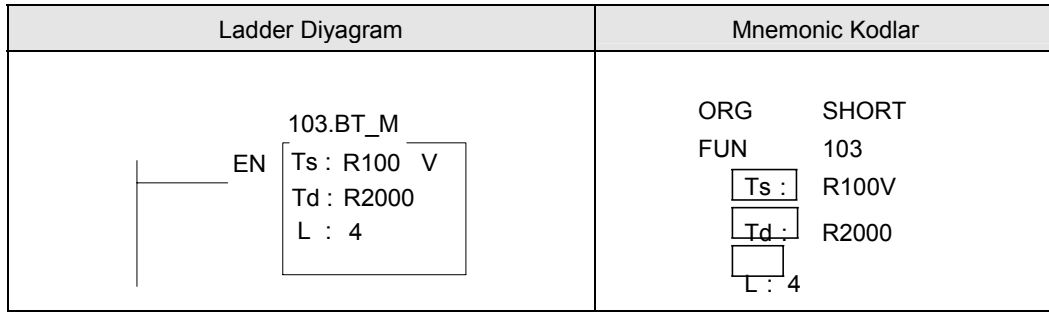 Ladder Diyagram
Mnemonic Kodlar
103.BT_M
EN
Ts : R100 V
Td : R2000
L : 4
ORG SHORT
FUN 103
Ts : R100V
Td : R2000
L : 4